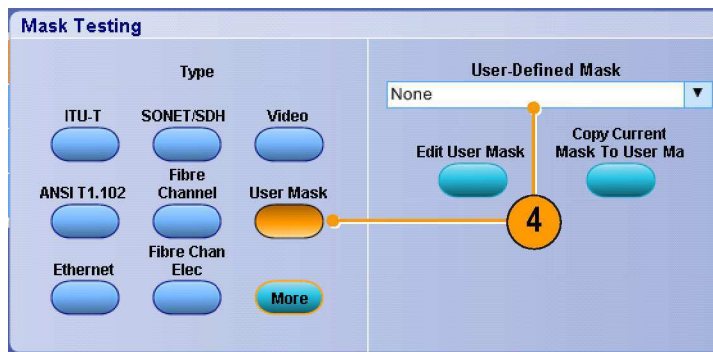 Mask Testing
Type
User-Defined Mask
None
ITU-T
SONET/SDH
Video
Edit User Mask
Copy Current
Mask To User Ma
ANSI T1.102
Fibre
Channel
User Mask
4
Ethernet
Fibre Chan
Elec
More